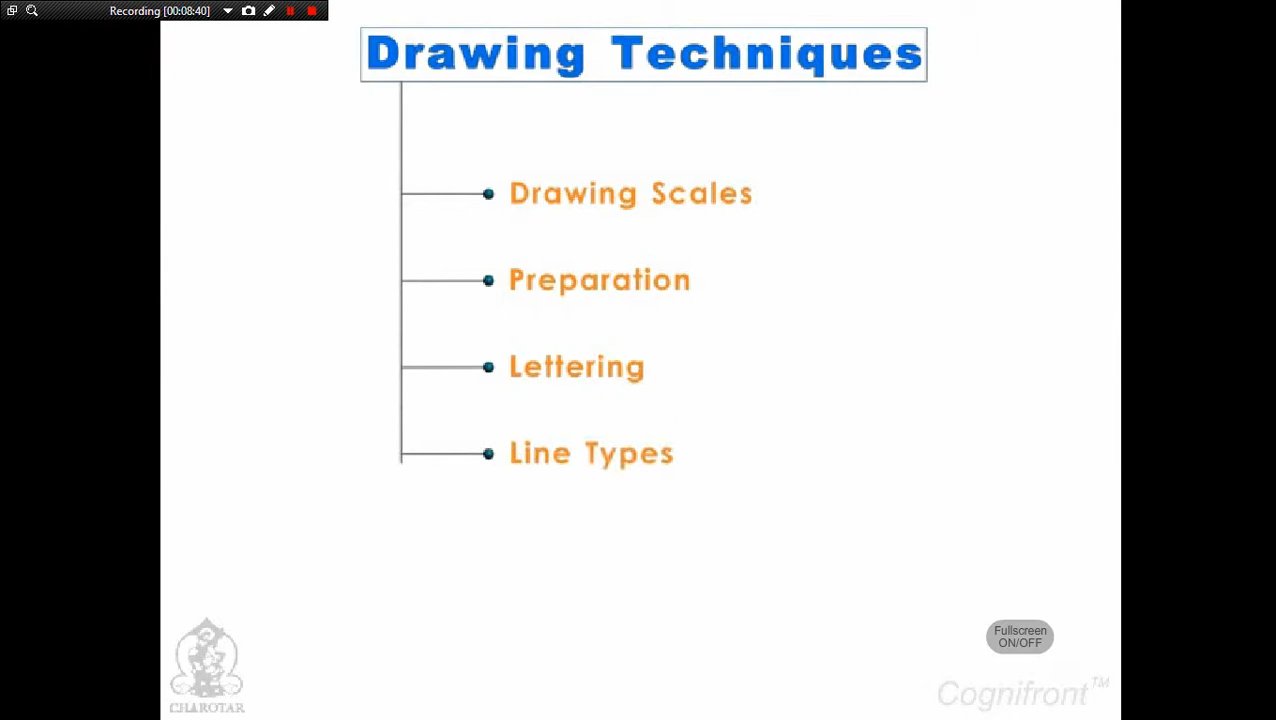 Recording [00:08:40]
Drawing Techniques
Drawing Scales
Preparation
Lettering
Line Types
Fullscreen
ON/OFF
CHAROTAR
Cognifront™